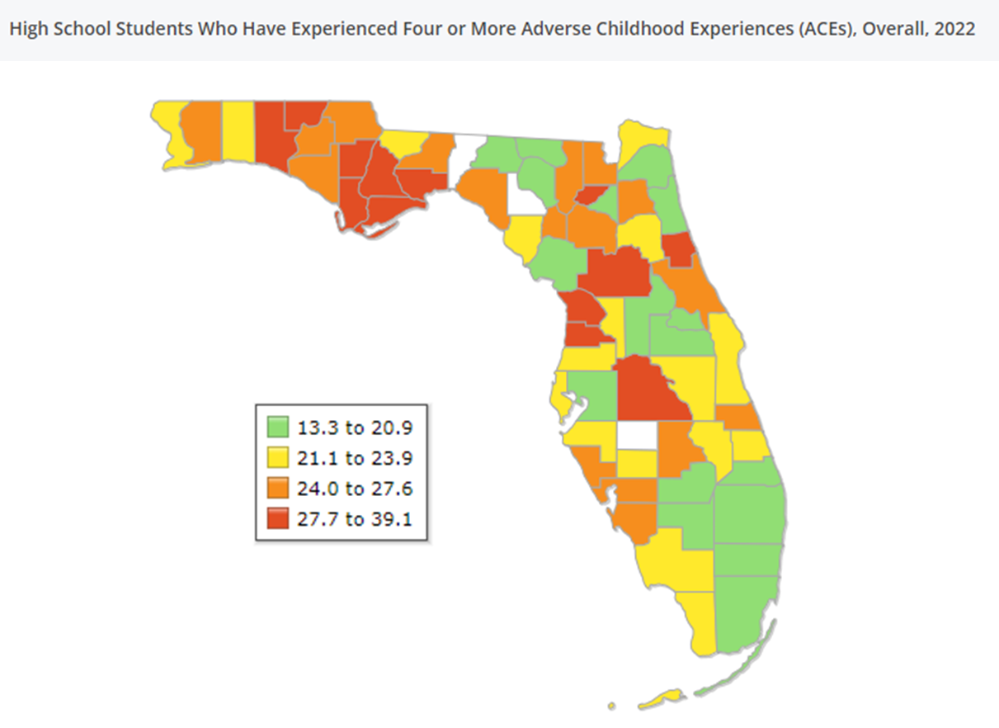 High School Students Who Have Experienced Four or More Adverse Childhood Experiences (ACEs), Overall, 2022
13.3 to 20.9
21.1 to 23.9
24.0 to 27.6
27.7 to 39.1